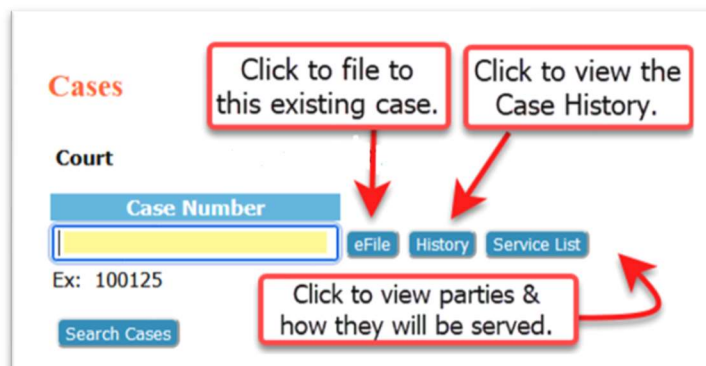 Cases
Click to file to
this existing case.
Click to view the
Case History.
Court
Case Number
eFile
History
Service List
Ex: 100125
Click to view parties &
how they will be served.
Search Cases